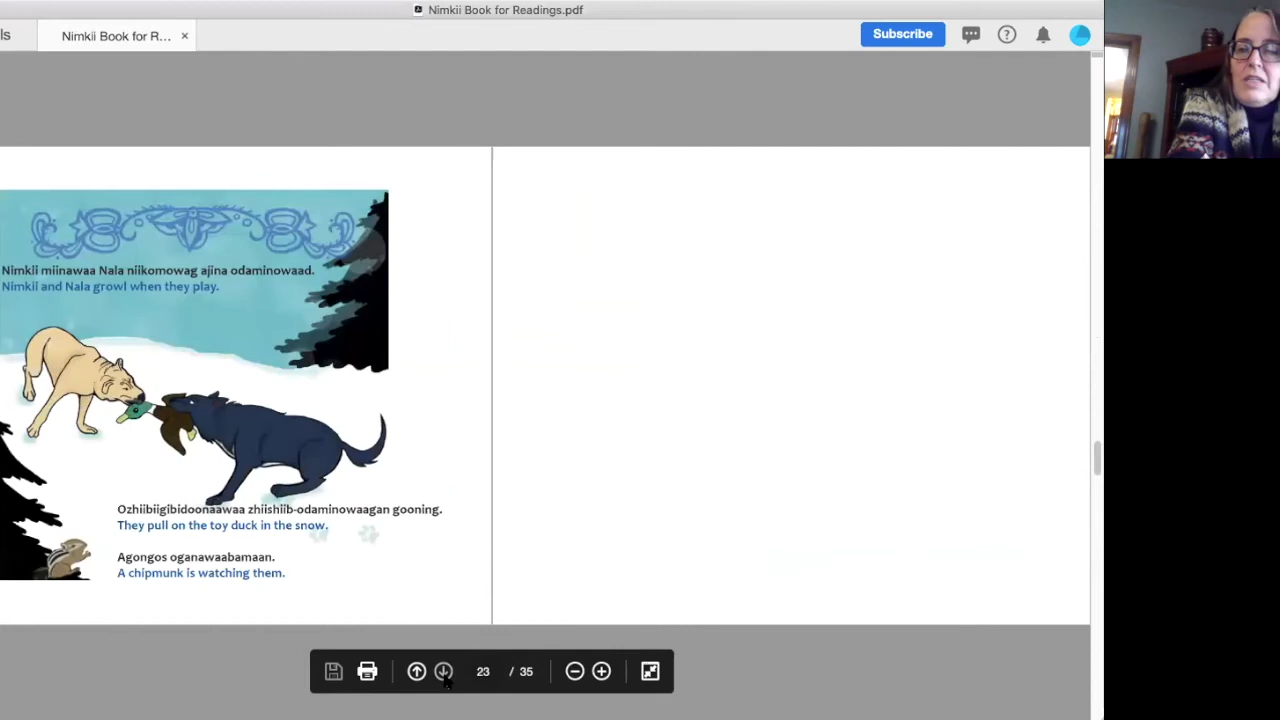 Nimkii Book for Readings.pdf
ls
Nimkii Book for R...
Subscribe
Nimkii miinawaa Nala niikomowag ajina odaminowaad.
Nimkii and Nala growl when they play.
Ozhiibiigibidoonaawaa zhiishiib-odaminowaagan gooning.
They pull on the toy duck in the snow.
Agongos oganawaabamaan.
A chipmunk is watching them.
23 / 35